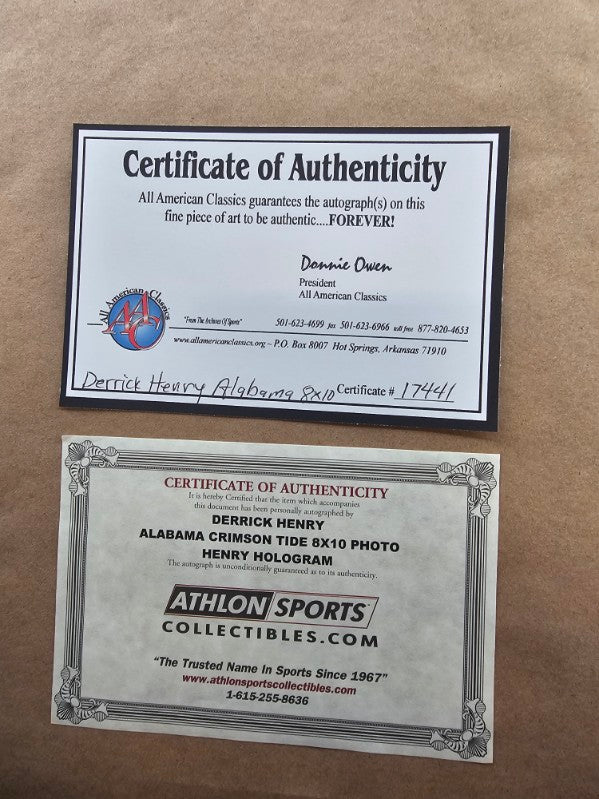 Certificate of Authenticity
All American Classics guarantees the autograph(s) on this
fine piece of art to be authentic....FOREVER!
Donnie Owen
President
All American Classics
All American Classics
AAC
"From The Archives Of Sports"
501-623-4699 fax 501-623-6966 toll free 877-820-4653
www.allamericanclassics.org – P.O. Box 8007 Hot Springs, Arkansas 71910
Derrick Henry Alabama 8x10 Certificate # 17441
CERTIFICATE OF AUTHENTICITY
It is hereby Certified that the item which accompanies
this document has been personally autographed by
DERRICK HENRY
ALABAMA CRIMSON TIDE 8X10 PHOTO
HENRY HOLOGRAM
The autograph is unconditionally guaranteed as to its authenticity.
ATHLON SPORTS
COLLECTIBLES.COM
"The Trusted Name In Sports Since 1967"
www.athlonsportscollectibles.com
1-615-255-8636